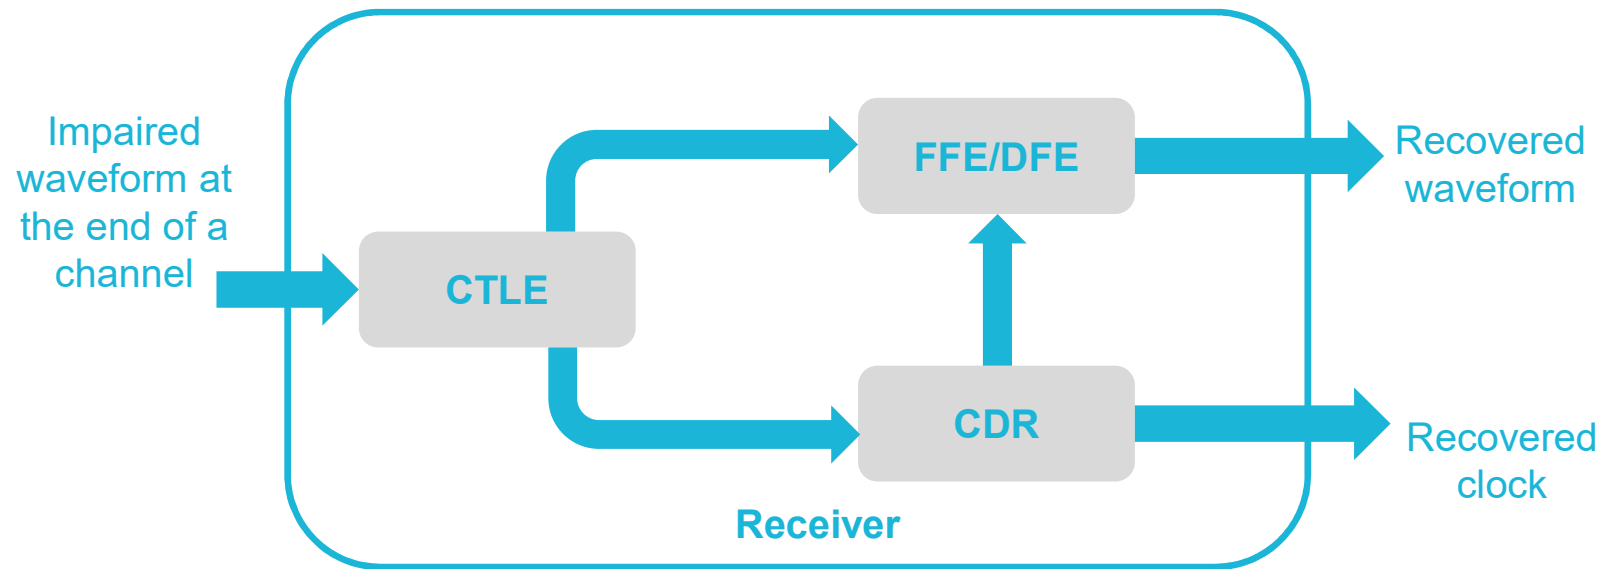 Impaired
waveform at
the end of a
channel
CTLE
FFE/DFE
CDR
Recovered
waveform
Recovered
clock
Receiver